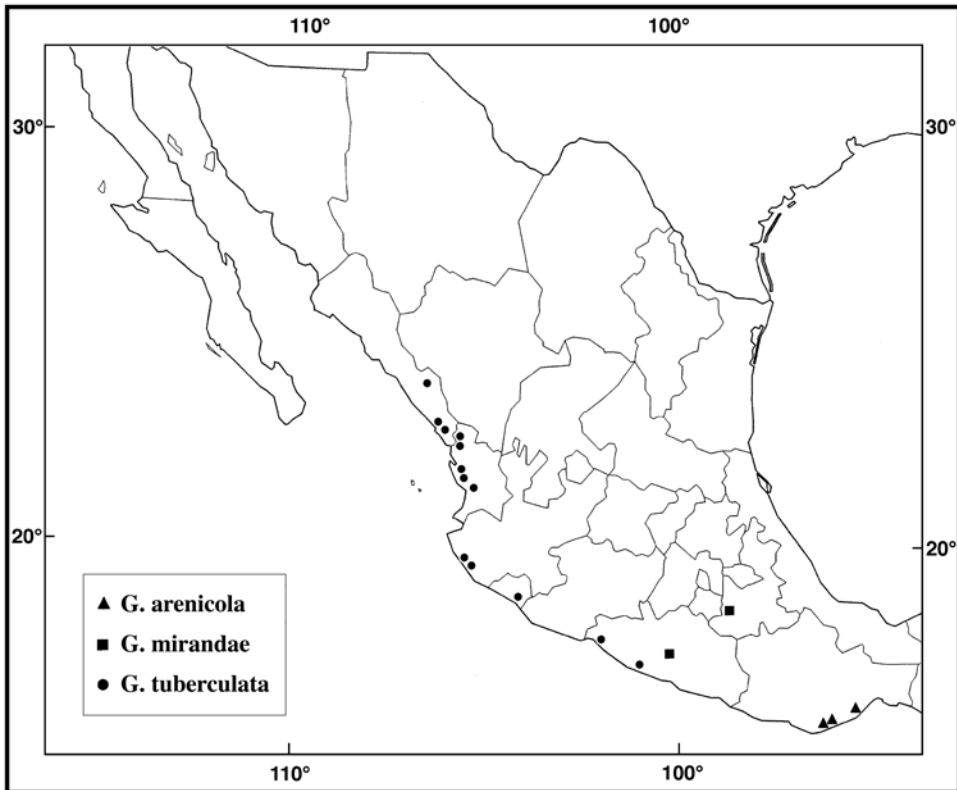 110° 100°
30° 30°
20° 20°
G. arenicola
G. mirandae
G. tuberculata
110° 100°